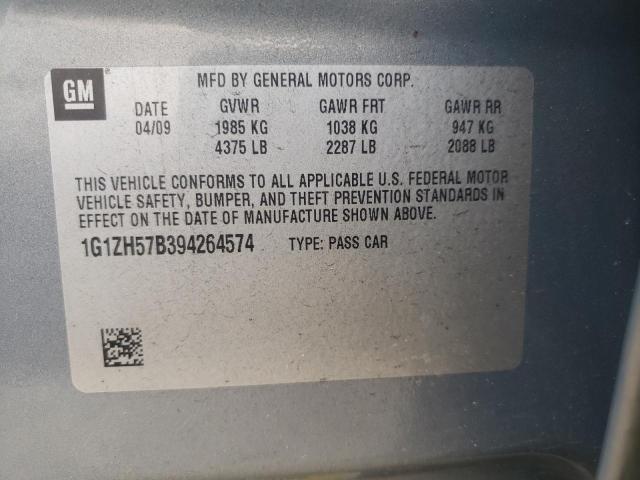 GM
MFD BY GENERAL MOTORS CORP.
DATE GVWR GAWR FRT GAWR RR
04/09 1985 KG 1038 KG 947 KG
4375 LB 2287 LB 2088 LB
THIS VEHICLE CONFORMS TO ALL APPLICABLE U.S. FEDERAL MOTOR
VEHICLE SAFETY, BUMPER, AND THEFT PREVENTION STANDARDS IN
EFFECT ON THE DATE OF MANUFACTURE SHOWN ABOVE.
1G1ZH57B394264574 TYPE: PASS CAR